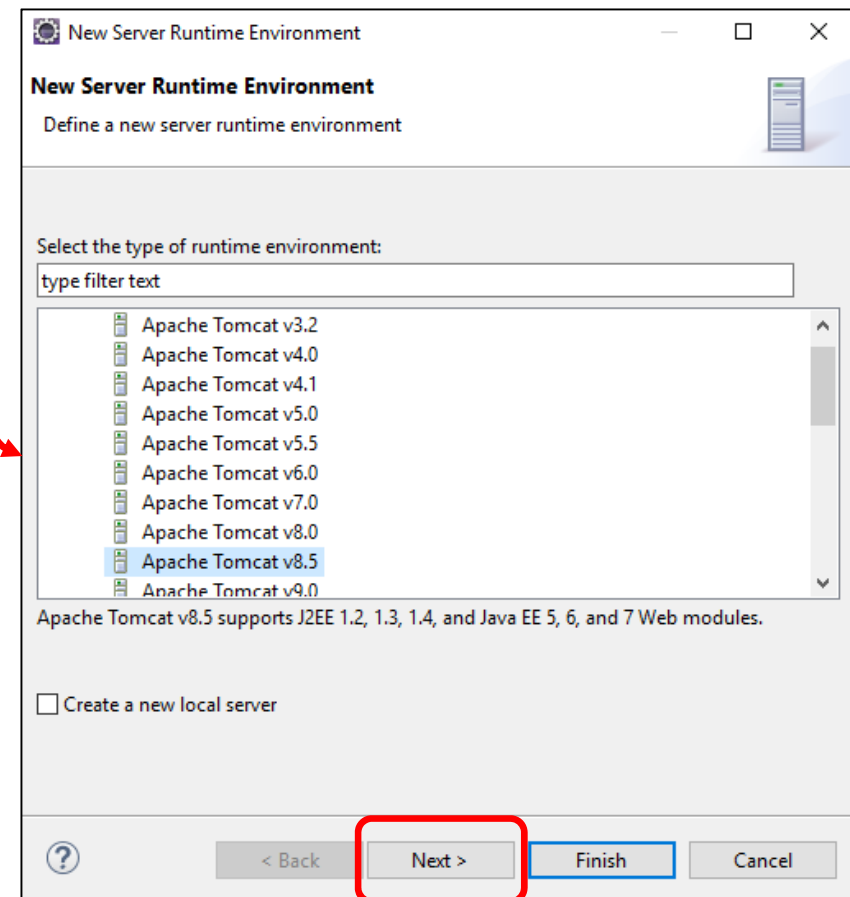 New Server Runtime Environment
New Server Runtime Environment
Define a new server runtime environment
Select the type of runtime environment:
type filter text
Apache Tomcat v3.2
Apache Tomcat v4.0
Apache Tomcat v4.1
Apache Tomcat v5.0
Apache Tomcat v5.5
Apache Tomcat v6.0
Apache Tomcat v7.0
Apache Tomcat v8.0
Apache Tomcat v8.5
Apache Tomcat v9.0
Apache Tomcat v8.5 supports J2EE 1.2, 1.3, 1.4, and Java EE 5, 6, and 7 Web modules.
Create a new local server
? < Back Next > Finish Cancel